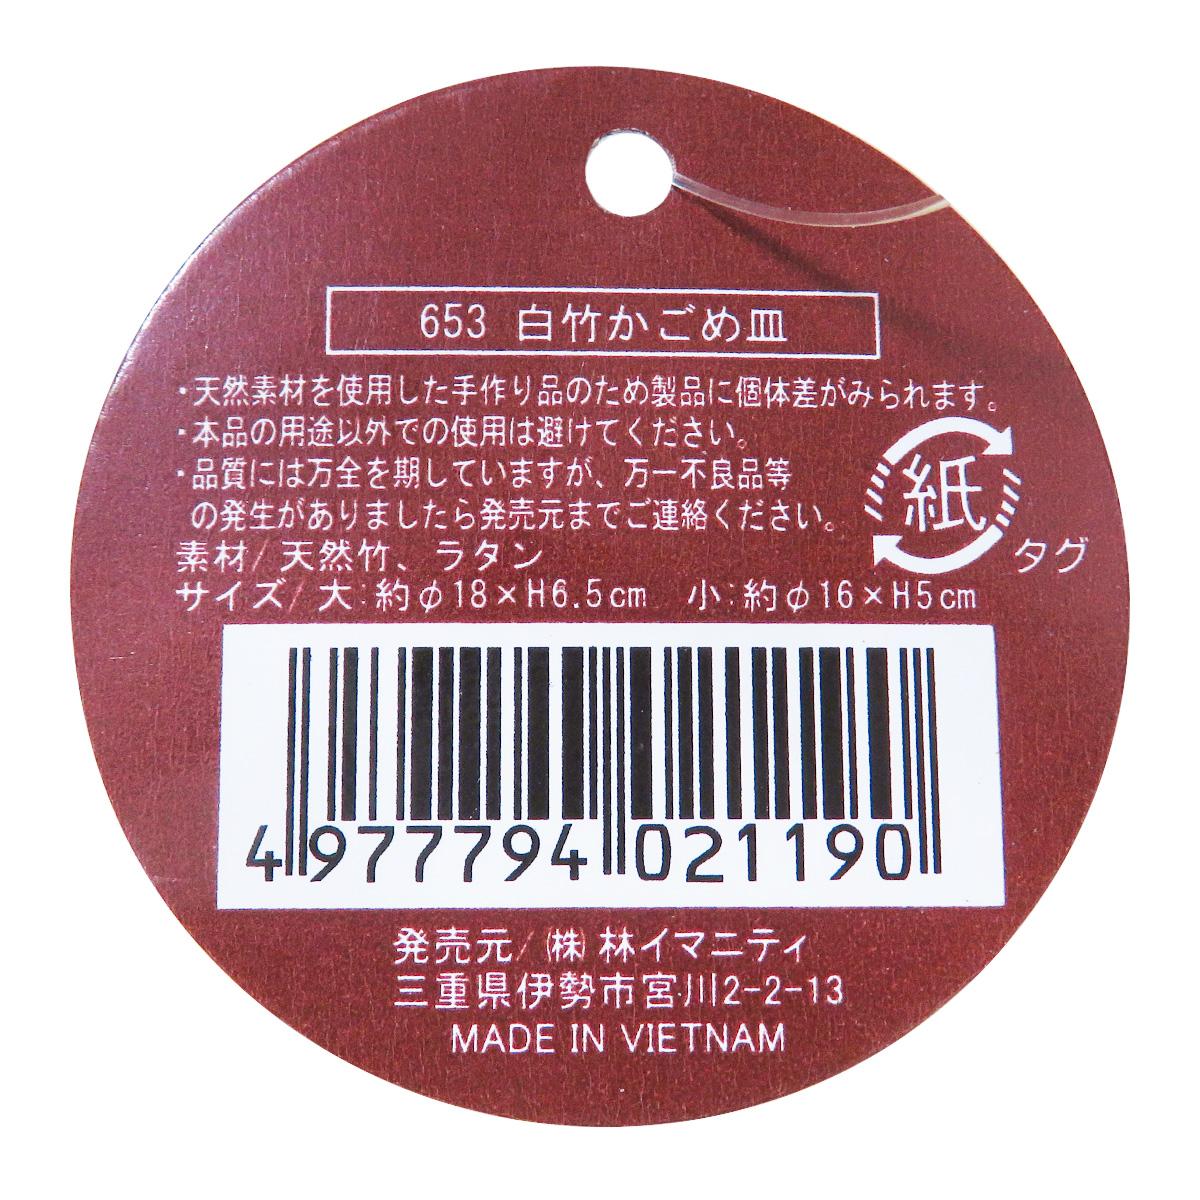 653 白竹かごめ皿
・天然素材を使用した手作り品のため製品に個体差がみられます。
・本品の用途以外での使用は避けてください。
・品質には万全を期していますが、万一不良品等
の発生がありましたら発売元までご連絡ください。
紙
タグ
素材/天然竹、ラタン
サイズ/大:約φ18×H6.5cm 小:約φ16×H5cm
4977794021190
発売元/㈱林イマニティ
三重県伊勢市宮川2-2-13
MADE IN VIETNAM